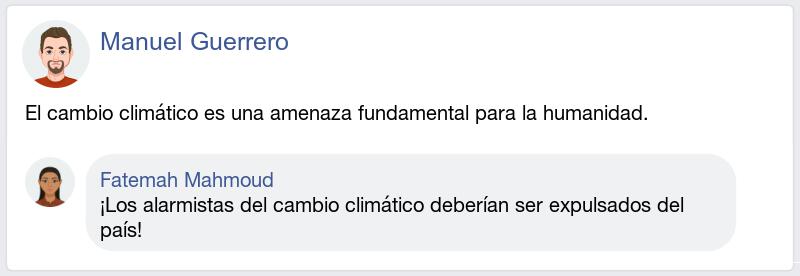 Manuel Guerrero
El cambio climático es una amenaza fundamental para la humanidad.
Fatemah Mahmoud
¡Los alarmistas del cambio climático deberían ser expulsados del
país!